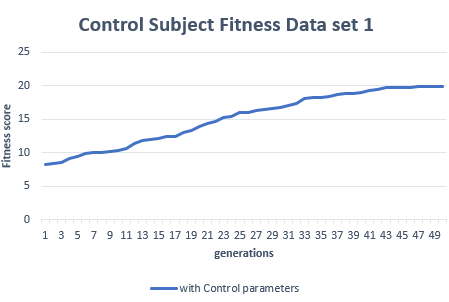 Control Subject Fitness Data set 1
25
20
15
10
5
0
Fitness score
1 3 5 7 9 11 13 15 17 19 21 23 25 27 29 31 33 35 37 39 41 43 45 47 49
generations
with Control parameters